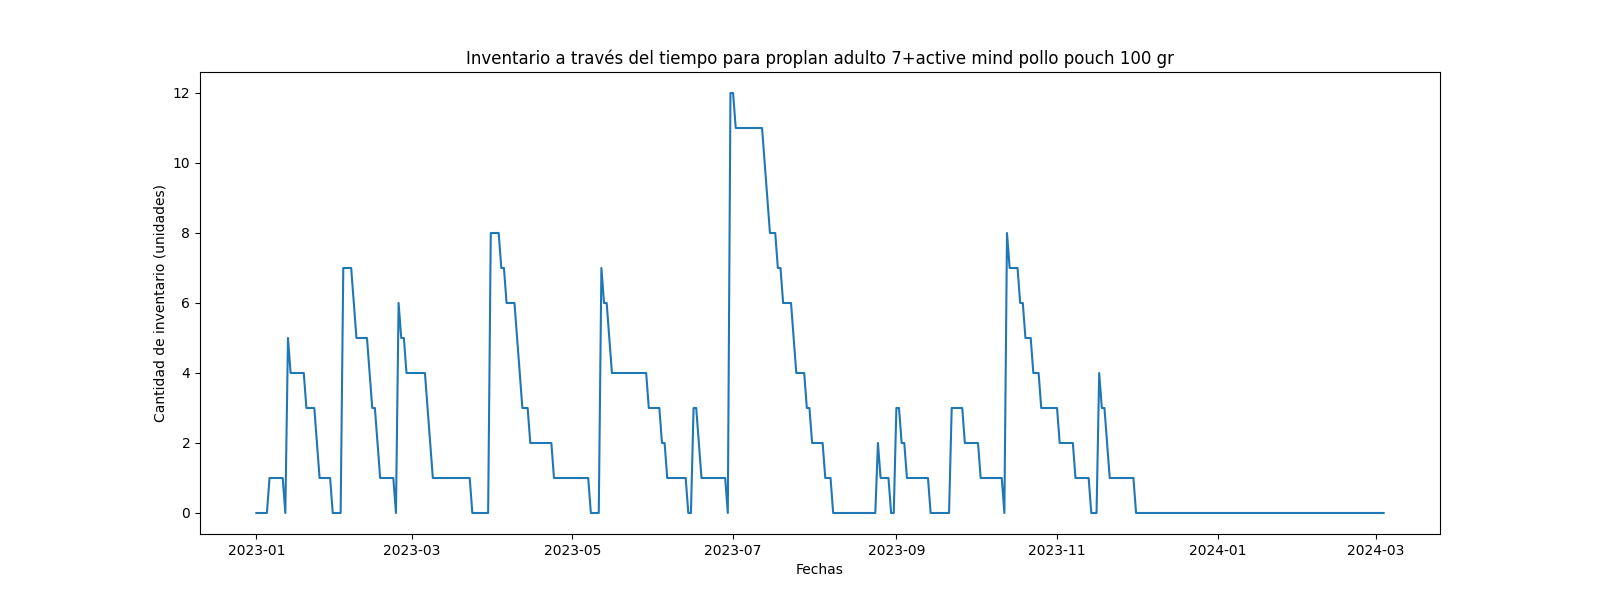 Inventario a través del tiempo para proplan adulto 7+active mind pollo pouch 100 gr
Cantidad de inventario (unidades)
12
10
8
6
4
2
0
2023-01 2023-03 2023-05 2023-07 2023-09 2023-11 2024-01 2024-03
Fechas